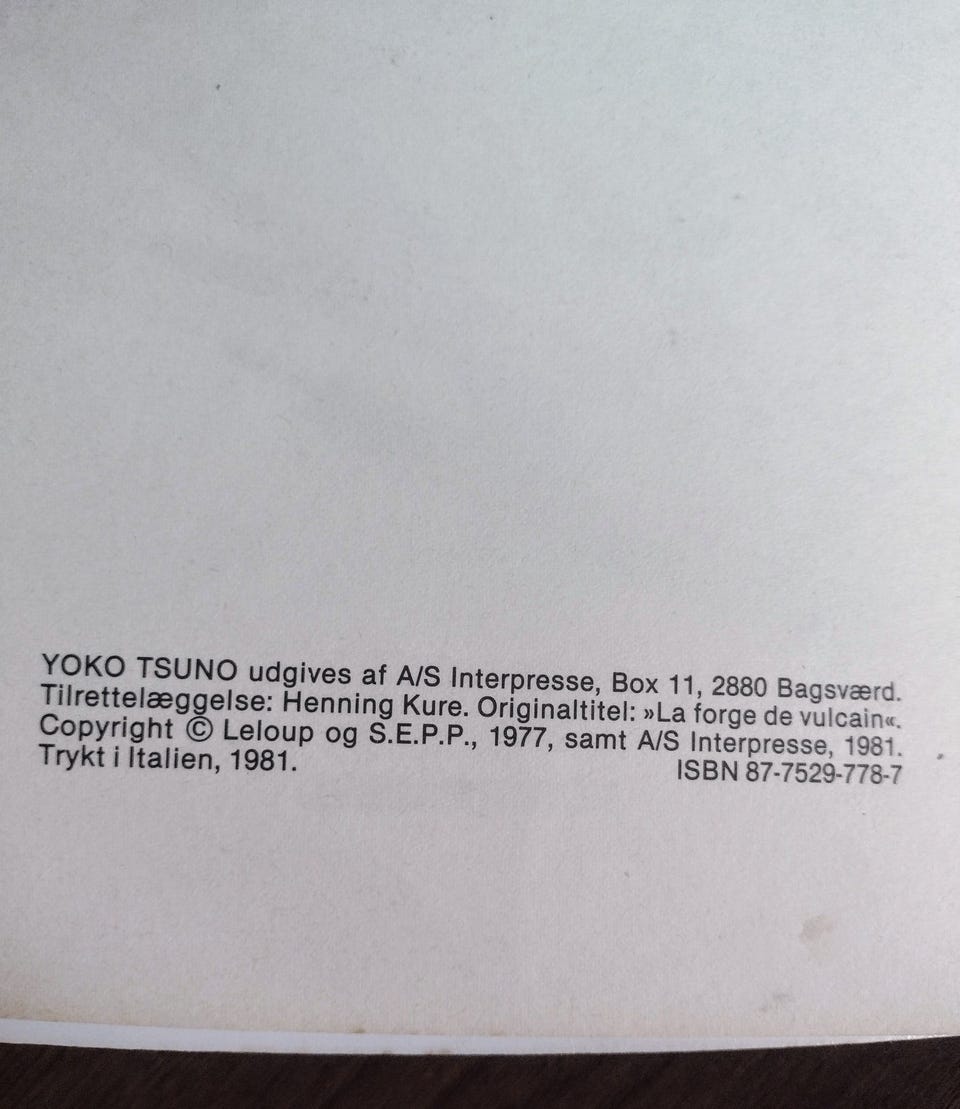 YOKO TSUNO udgives af A/S Interpresse, Box 11, 2880 Bagsværd.
Tilrettelæggelse: Henning Kure. Originaltitel: »La forge de vulcain«.
Copyright © Leloup og S.E.P.P., 1977, samt A/S Interpresse, 1981.
Trykt i Italien, 1981. ISBN 87-7529-778-7